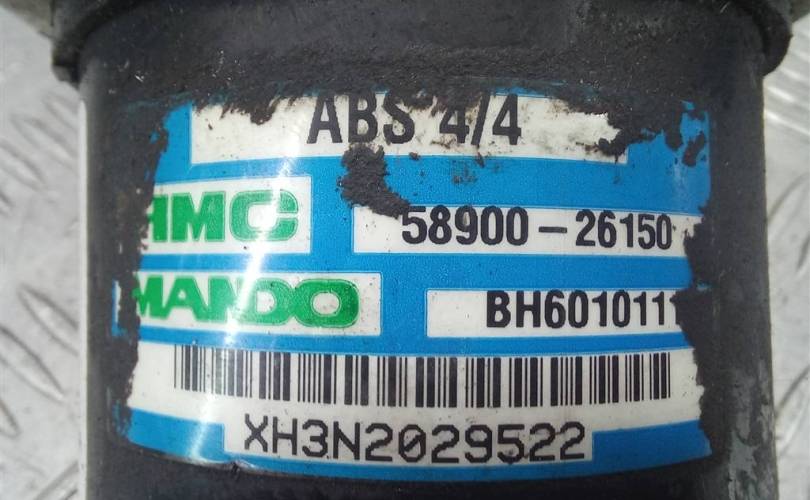 ABS 4/4
HMC 58900-26150
MANDO BH6010111
XH3N2029522